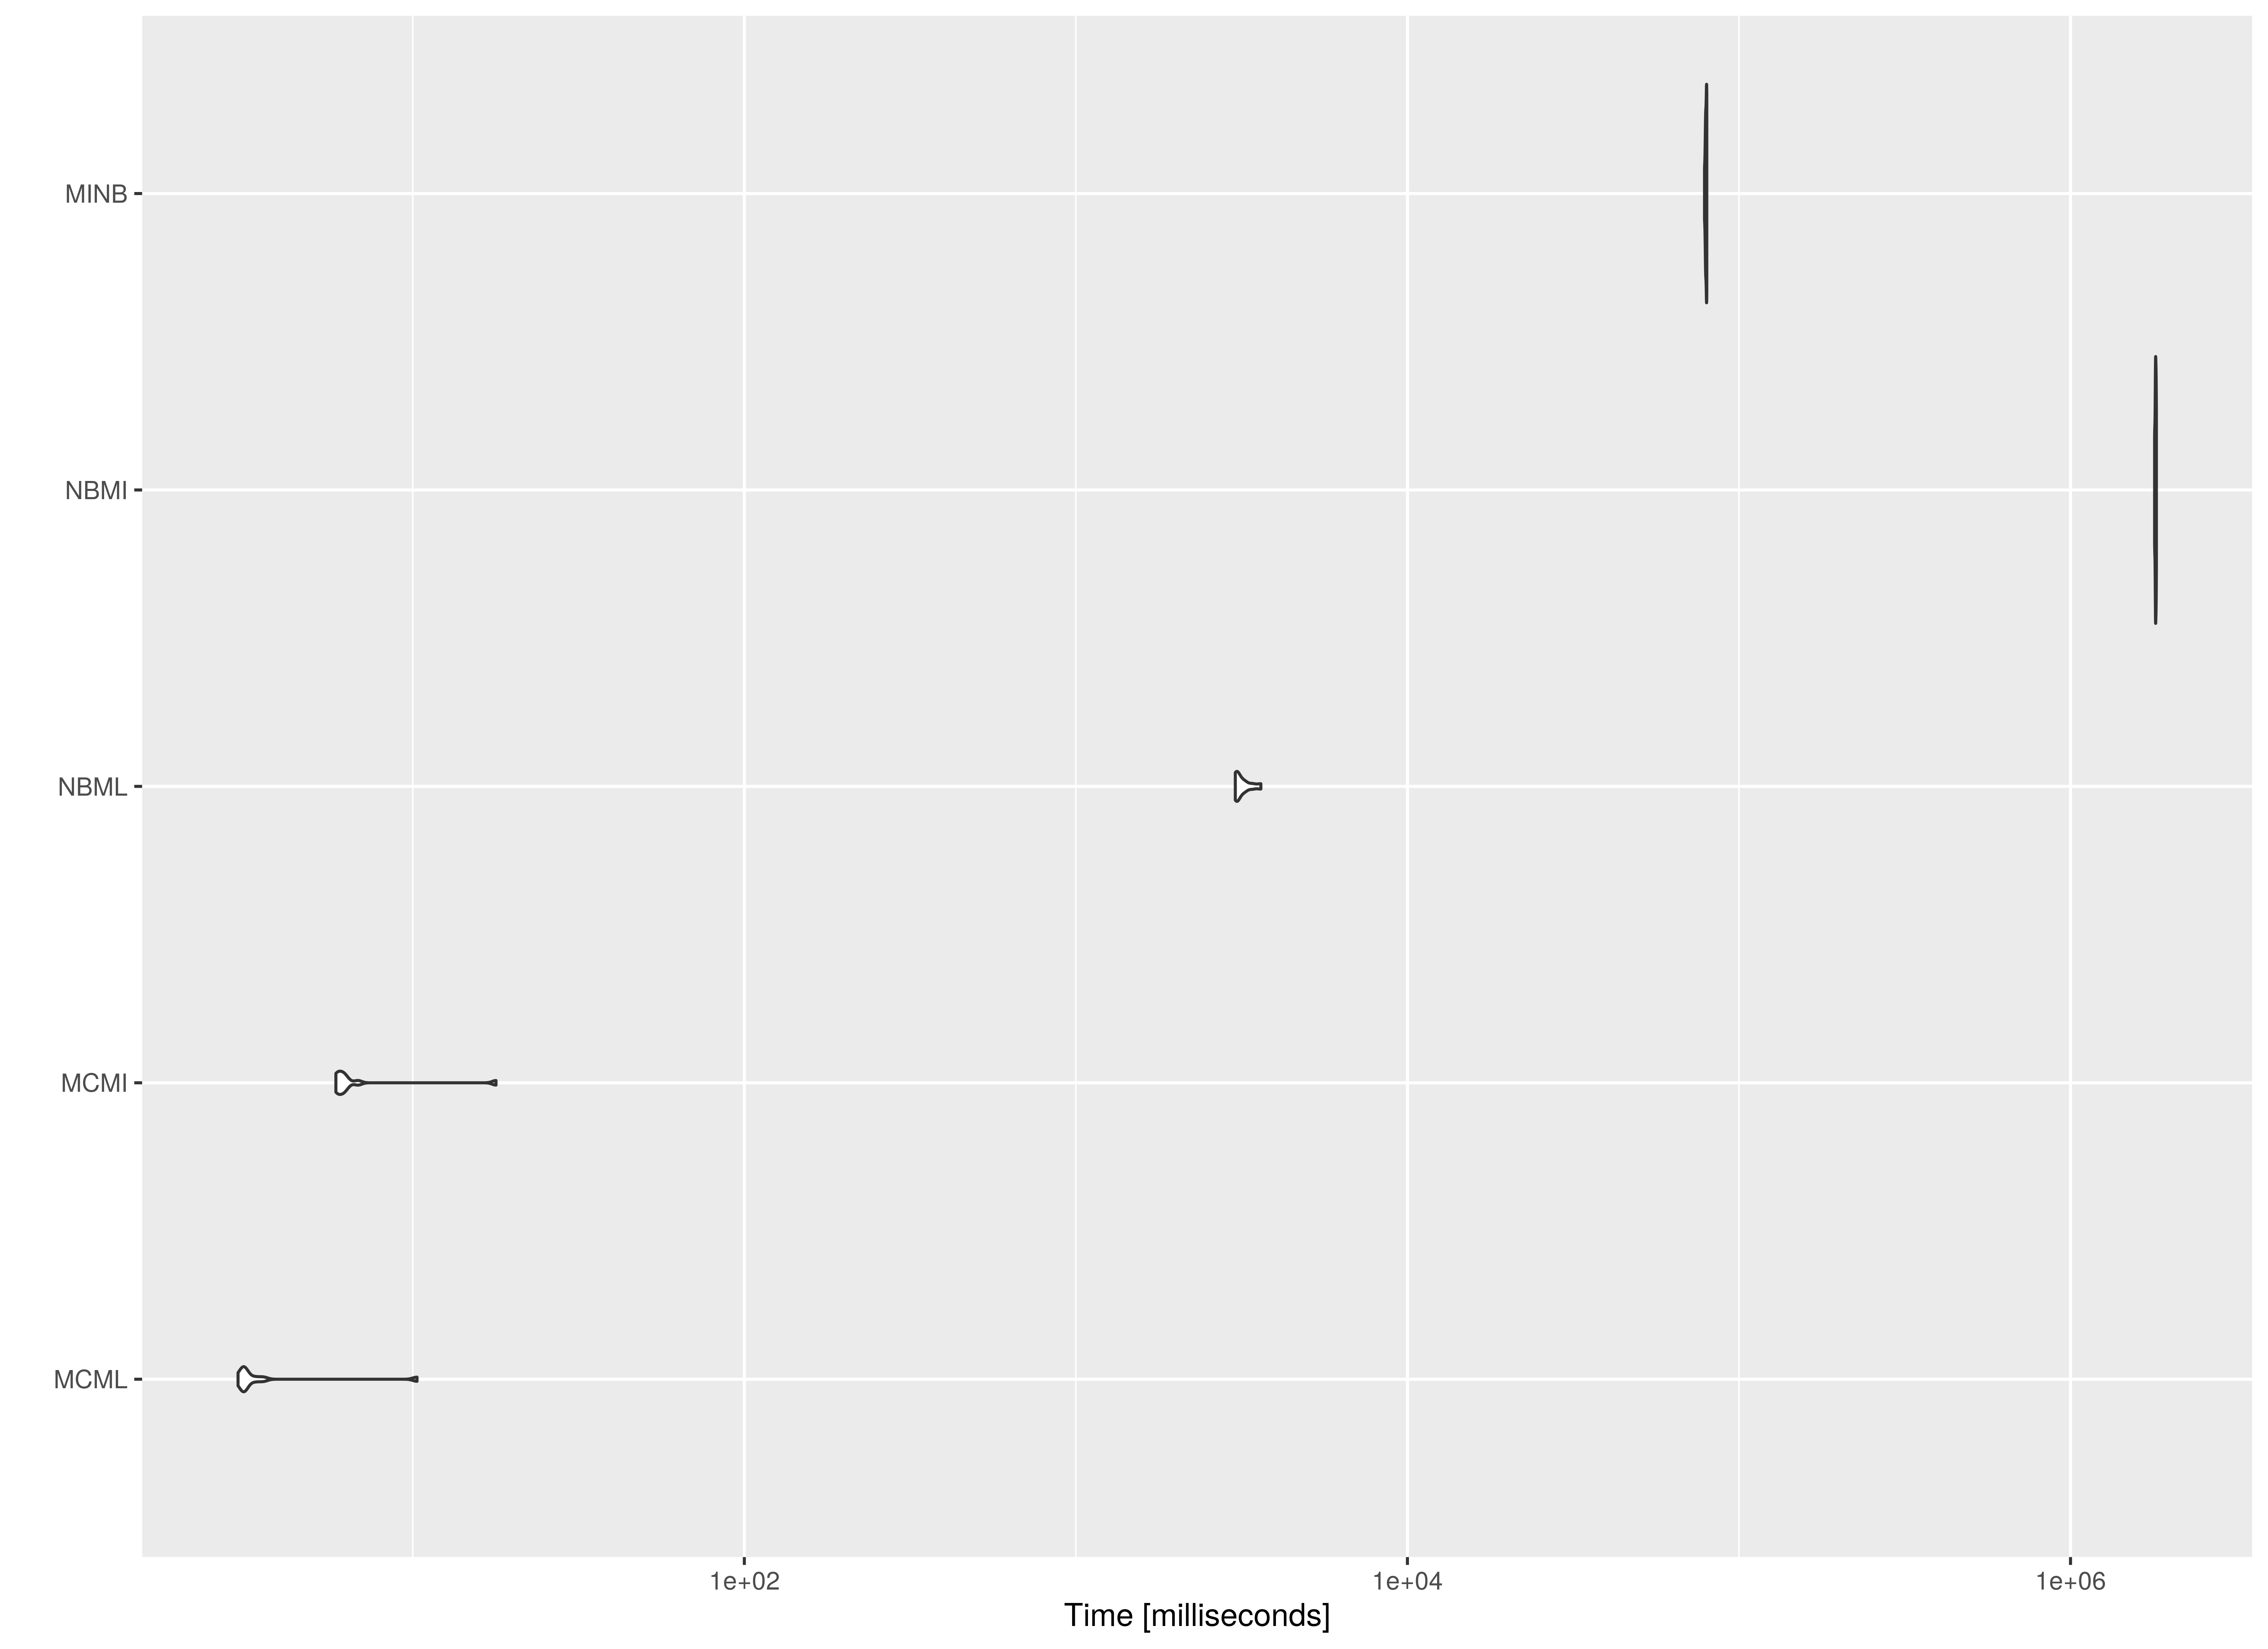 MINB
NBMI
NBML
MCMI
MCML
1e+02 1e+04 1e+06
Time [milliseconds]